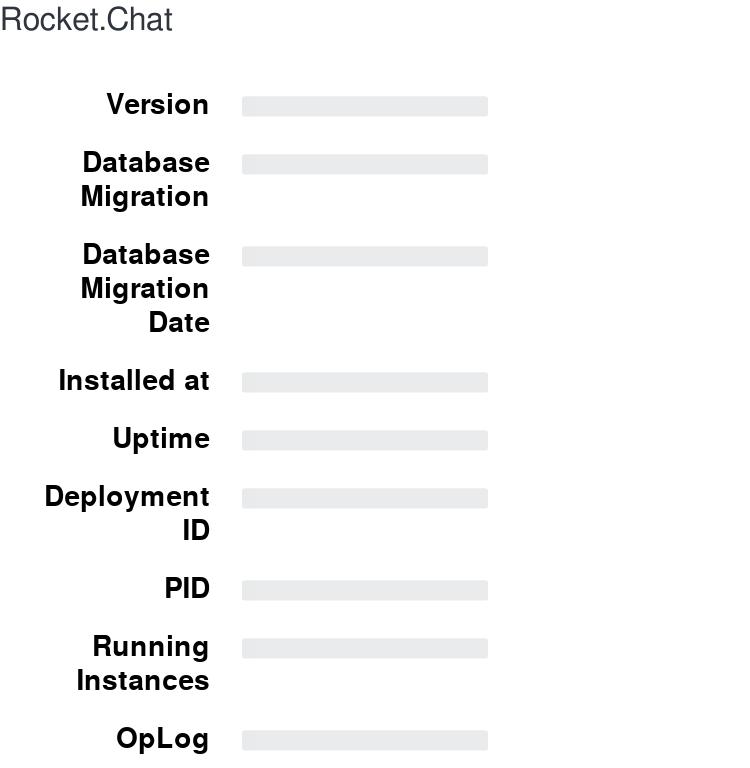 Rocket.Chat
Version
Database
Migration
Database
Migration
Date
Installed at
Uptime
Deployment
ID
PID
Running
Instances
OpLog